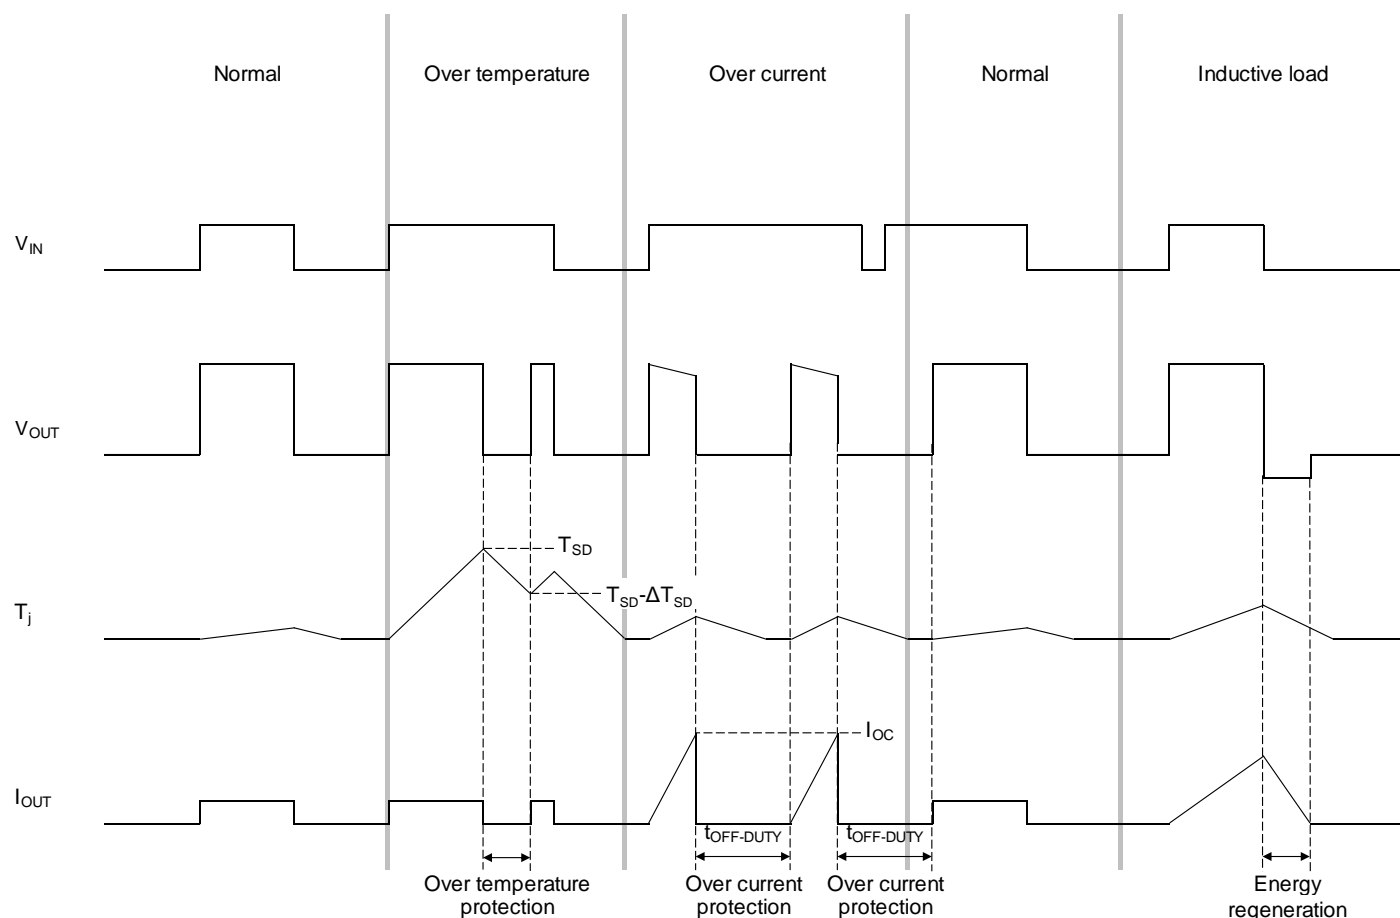 Normal
Over temperature
Over current
Normal
Inductive load
VIN
VOUT
TSD
TSD-ΔTSD
Tj
IOC
IOUT
tOFF-DUTY
tOFF-DUTY
Over temperature
protection
Over current
protection
Over current
protection
Energy
regeneration